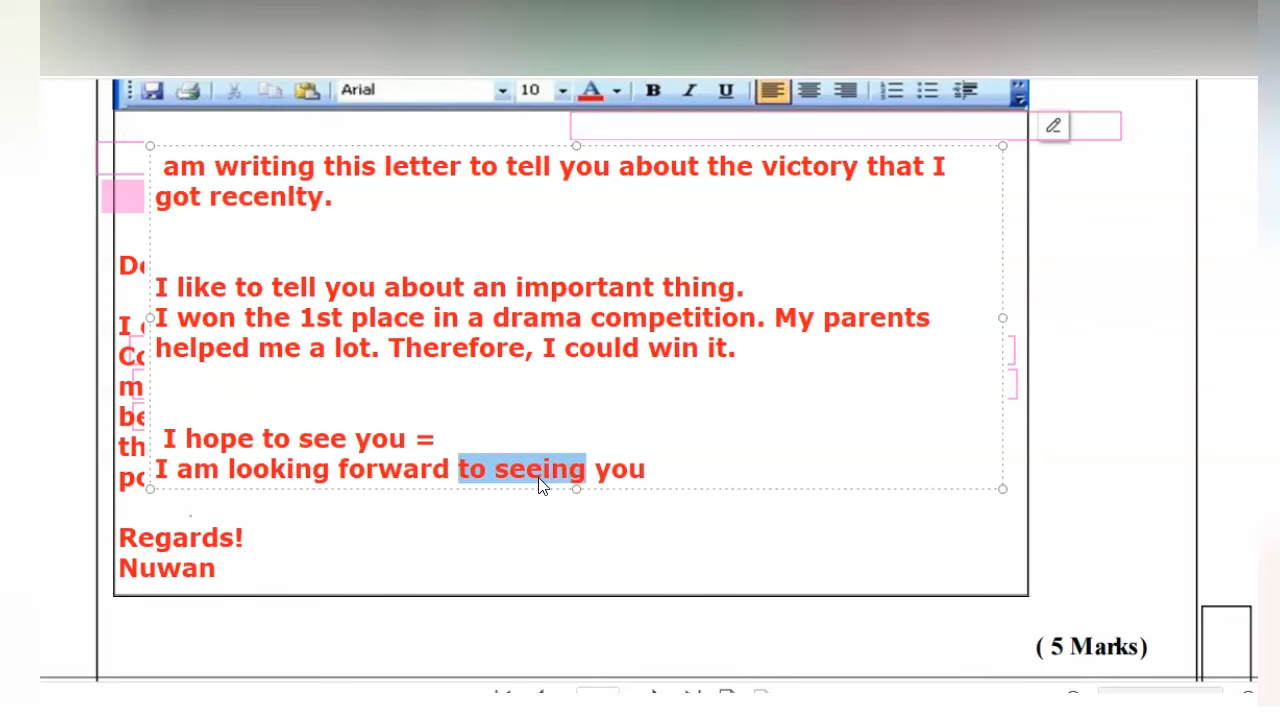 Arial 10 B I U
am writing this letter to tell you about the victory that I
got recenlty.
I like to tell you about an important thing.
I won the 1st place in a drama competition. My parents
helped me a lot. Therefore, I could win it.
I hope to see you =
I am looking forward to seeing you
Regards!
Nuwan
( 5 Marks)